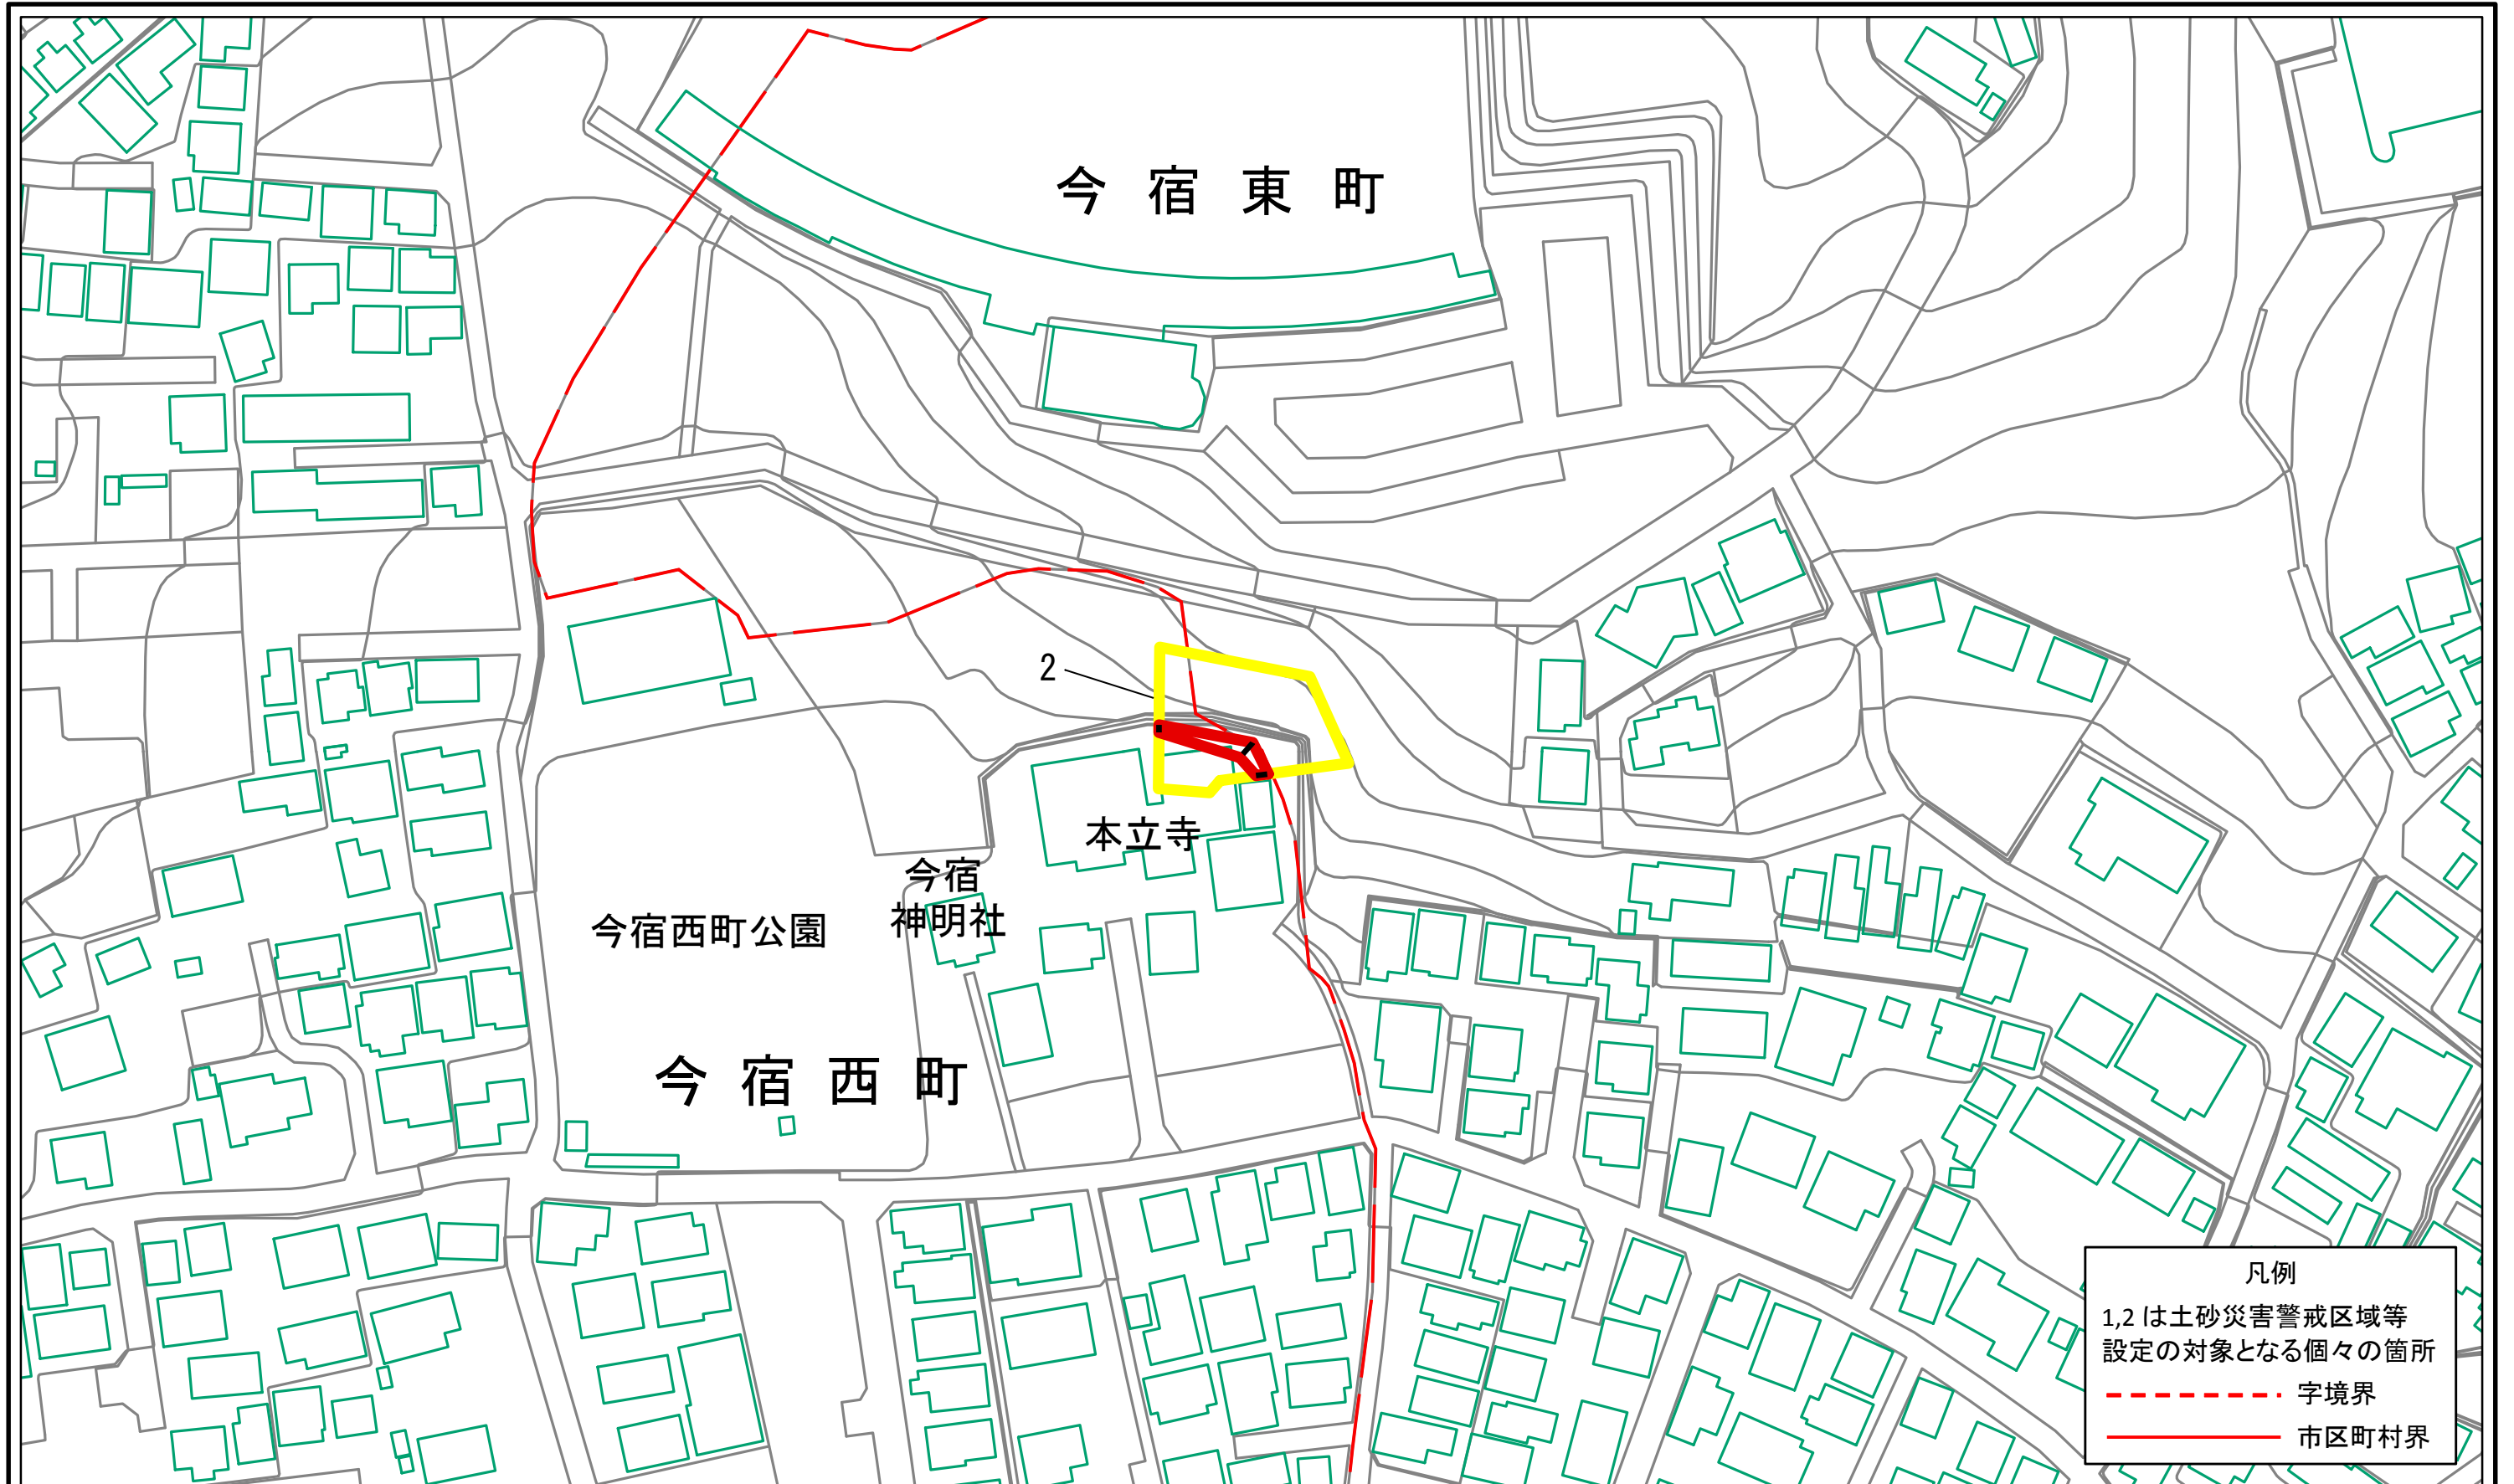 今宿東町
2
本立寺
今宿
神明社
今宿西町公園
今宿西町
凡例
1,2 は土砂災害警戒区域等
設定の対象となる個々の箇所
字境界
市区町村界